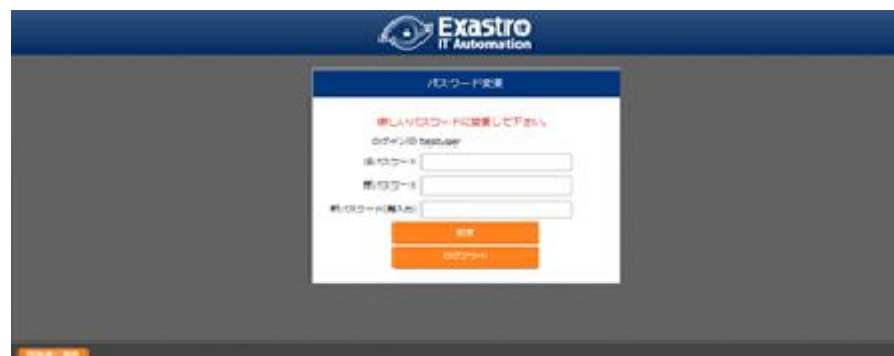 Exastro
IT Automation
パスワード変更
新しいパスワードに変更して下さい。
ログインID testuser
旧パスワード
新パスワード
新パスワード(再入力)
変更
ログアウト